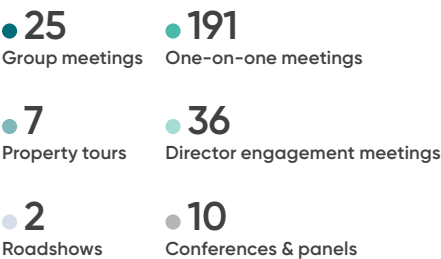 25
Group meetings
191
One-on-one meetings
7
Property tours
36
Director engagement meetings
2
Roadshows
10
Conferences & panels